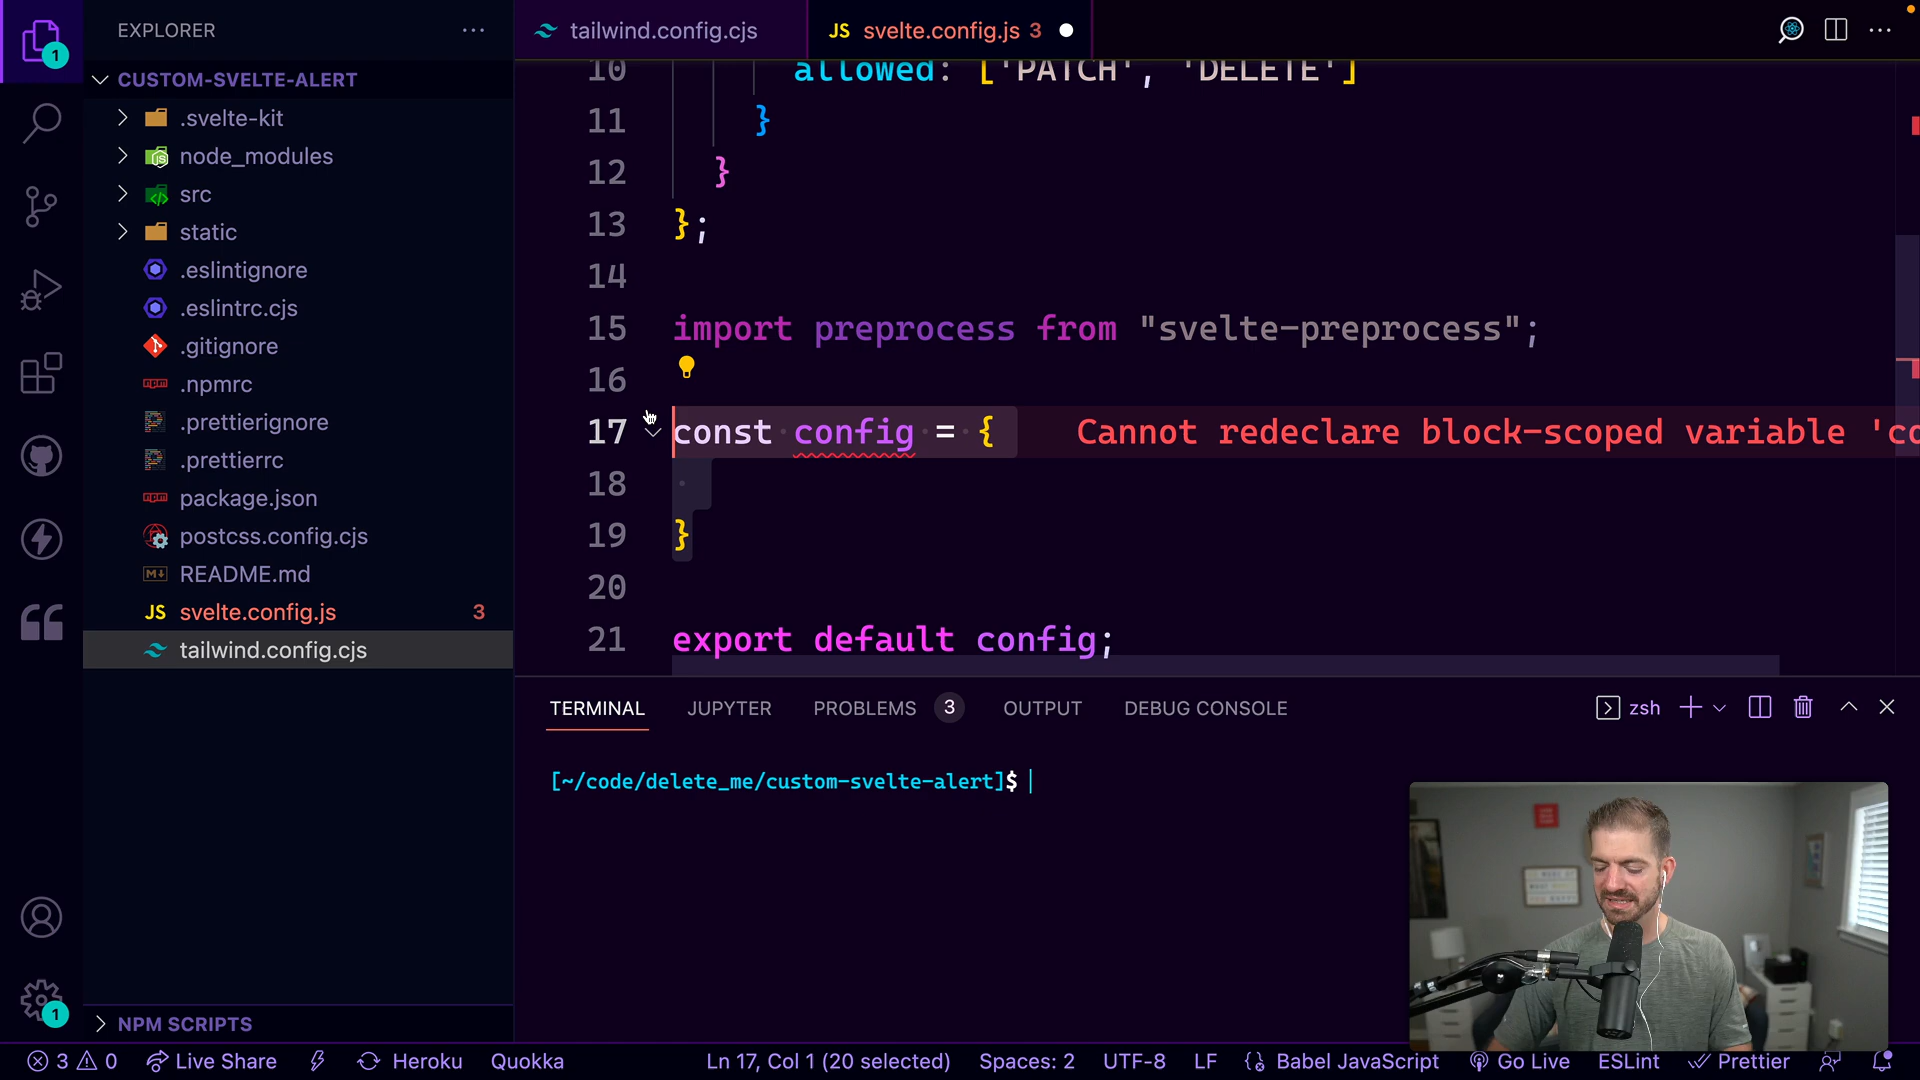 EXPLORER
CUSTOM-SVELTE-ALERT
.svelte-kit
node_modules
src
static
.eslintignore
.eslintrc.cjs
.gitignore
.npmrc
.prettierignore
.prettierrc
package.json
postcss.config.cjs
README.md
svelte.config.js 3
tailwind.config.cjs
NPM SCRIPTS
tailwind.config.cjs
JS svelte.config.js 3
10 allowed: ['PATCH', 'DELETE']
11 }
12 }
13 };
14
15 import preprocess from "svelte-preprocess";
16
17 const config = { Cannot redeclare block-scoped variable 'co
18
19 }
20
21 export default config;
TERMINAL JUPYTER PROBLEMS 3 OUTPUT DEBUG CONSOLE
zsh
[~/code/delete_me/custom-svelte-alert]$
1
1
3 0 Live Share Heroku Quokka Ln 17, Col 1 (20 selected) Spaces: 2 UTF-8 LF Babel JavaScript Go Live ESLint Prettier